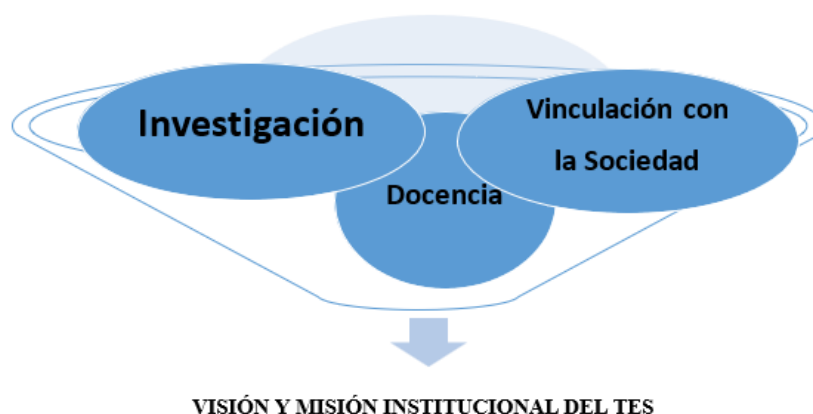 Investigación
Vinculación con
la Sociedad
Docencia
VISIÓN Y MISIÓN INSTITUCIONAL DEL TES